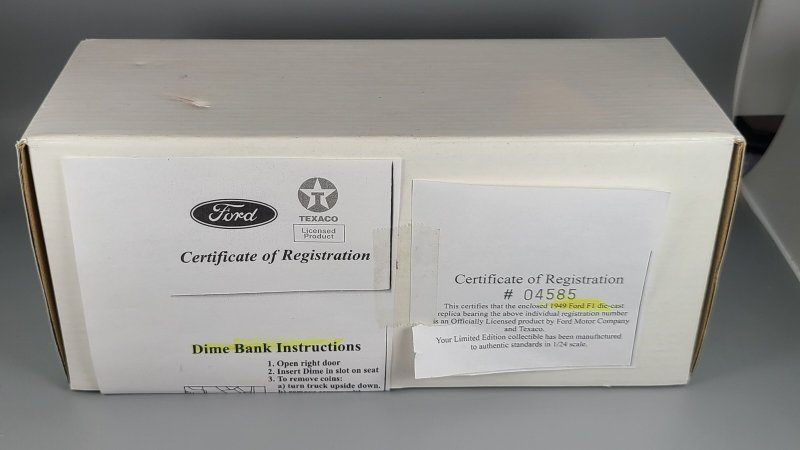 Ford
TEXACO
Licensed
Product
Certificate of Registration
Dime Bank Instructions
1. Open right door
2. Insert Dime in slot on seat
3. To remove coins:
a) turn truck upside down.
Certificate of Registration
# 04585
This certifies that the enclosed 1949 Ford F1 die-cast
replica bearing the above individual registration number
is an Officially Licensed product by Ford Motor Company
and Texaco.
Your Limited Edition collectible has been manufactured
to authentic standards in 1/24 scale.